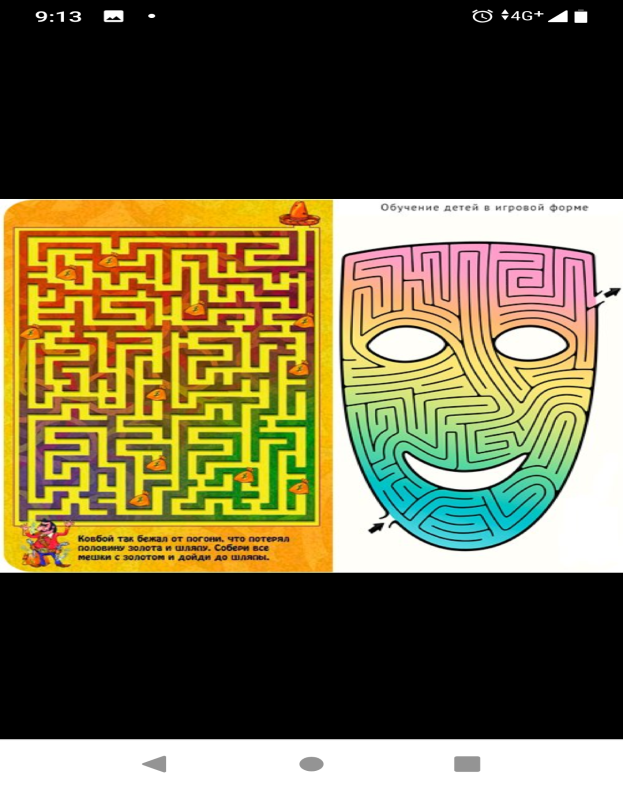 9:13
4G+
Обучение детей в игровой форме
Ковбой так бежал от погони, что потерял
половину золота и шляпу. Собери все
мешки с золотом и дойди до шляпы.